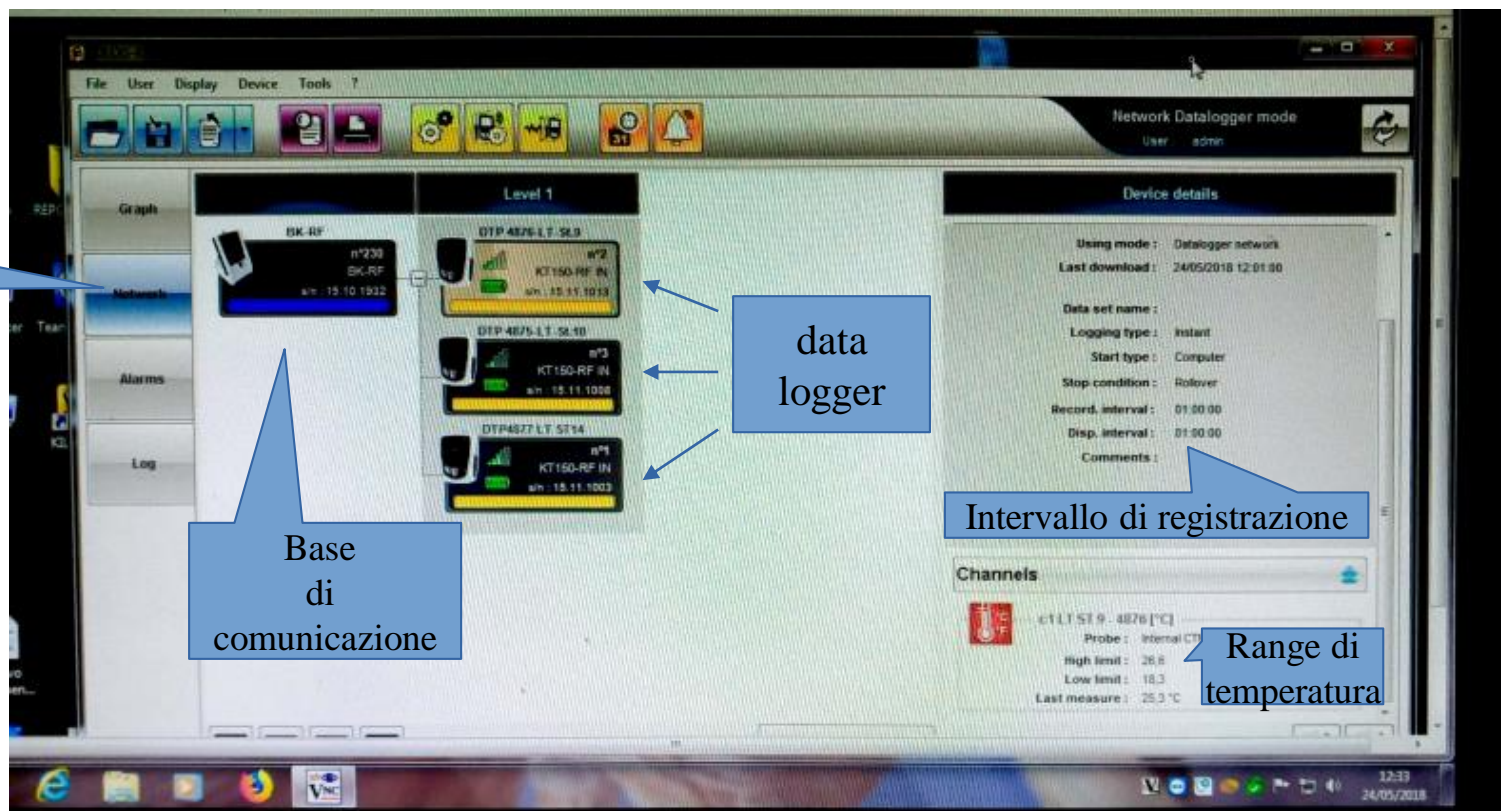 File User Display Device Tools ?
Network Datalogger mode
User admin
Graph
Network
Alarms
Log
Level 1
BK-RF
n°230
BK-RF
s/n : 15.10.1932
DTP 4876-LT-St.9
n°2
KT150-RF IN
s/n : 15.11.1013
DTP 4875-LT-St.10
n°3
KT150-RF IN
s/n : 15.11.1006
DTP4877 LT ST14
n°1
KT150-RF IN
s/n : 15.11.1003
data
logger
Base
di
comunicazione
Device details
Using mode : Datalogger network
Last download : 24/05/2018 12:01:00
Data set name :
Logging type : Instant
Start type : Computer
Stop condition : Rollover
Record. interval : 01:00:00
Disp. interval : 01:00:00
Comments :
Intervallo di registrazione
Channels
c1 LT ST 9 - 4876 [°C]
Probe : Internal
High limit : 26,6
Low limit : 18,3
Last measure : 25,3 °C
Range di
temperatura
31
VNC
12:33
24/05/2018